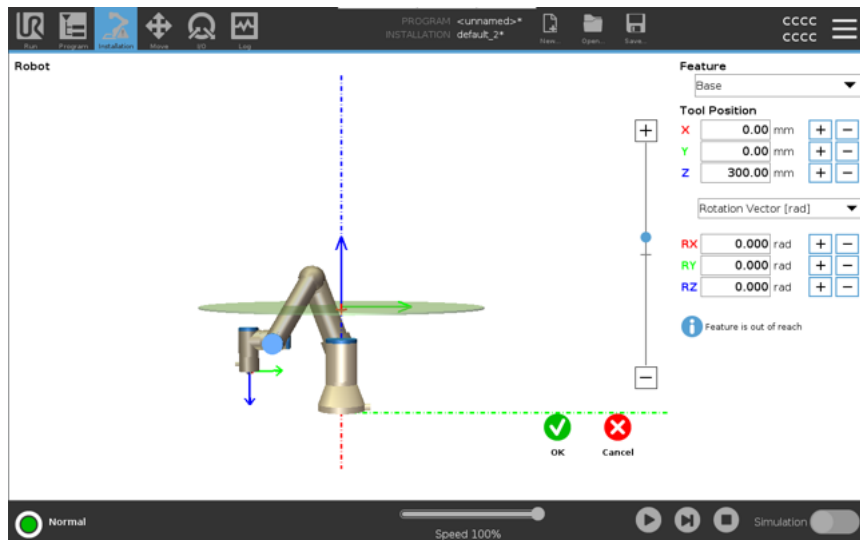 UR
PROGRAM <unnamed>*
INSTALLATION default_2*
CCCC
CCCC
Run
Program
Installation
Move
I/O
Log
New...
Open...
Save...
Robot
Feature
Base
Tool Position
X 0.00 mm + −
Y 0.00 mm + −
Z 300.00 mm + −
Rotation Vector [rad]
RX 0.000 rad + −
RY 0.000 rad + −
RZ 0.000 rad + −
i Feature is out of reach
OK
Cancel
Normal
Speed 100%
Simulation